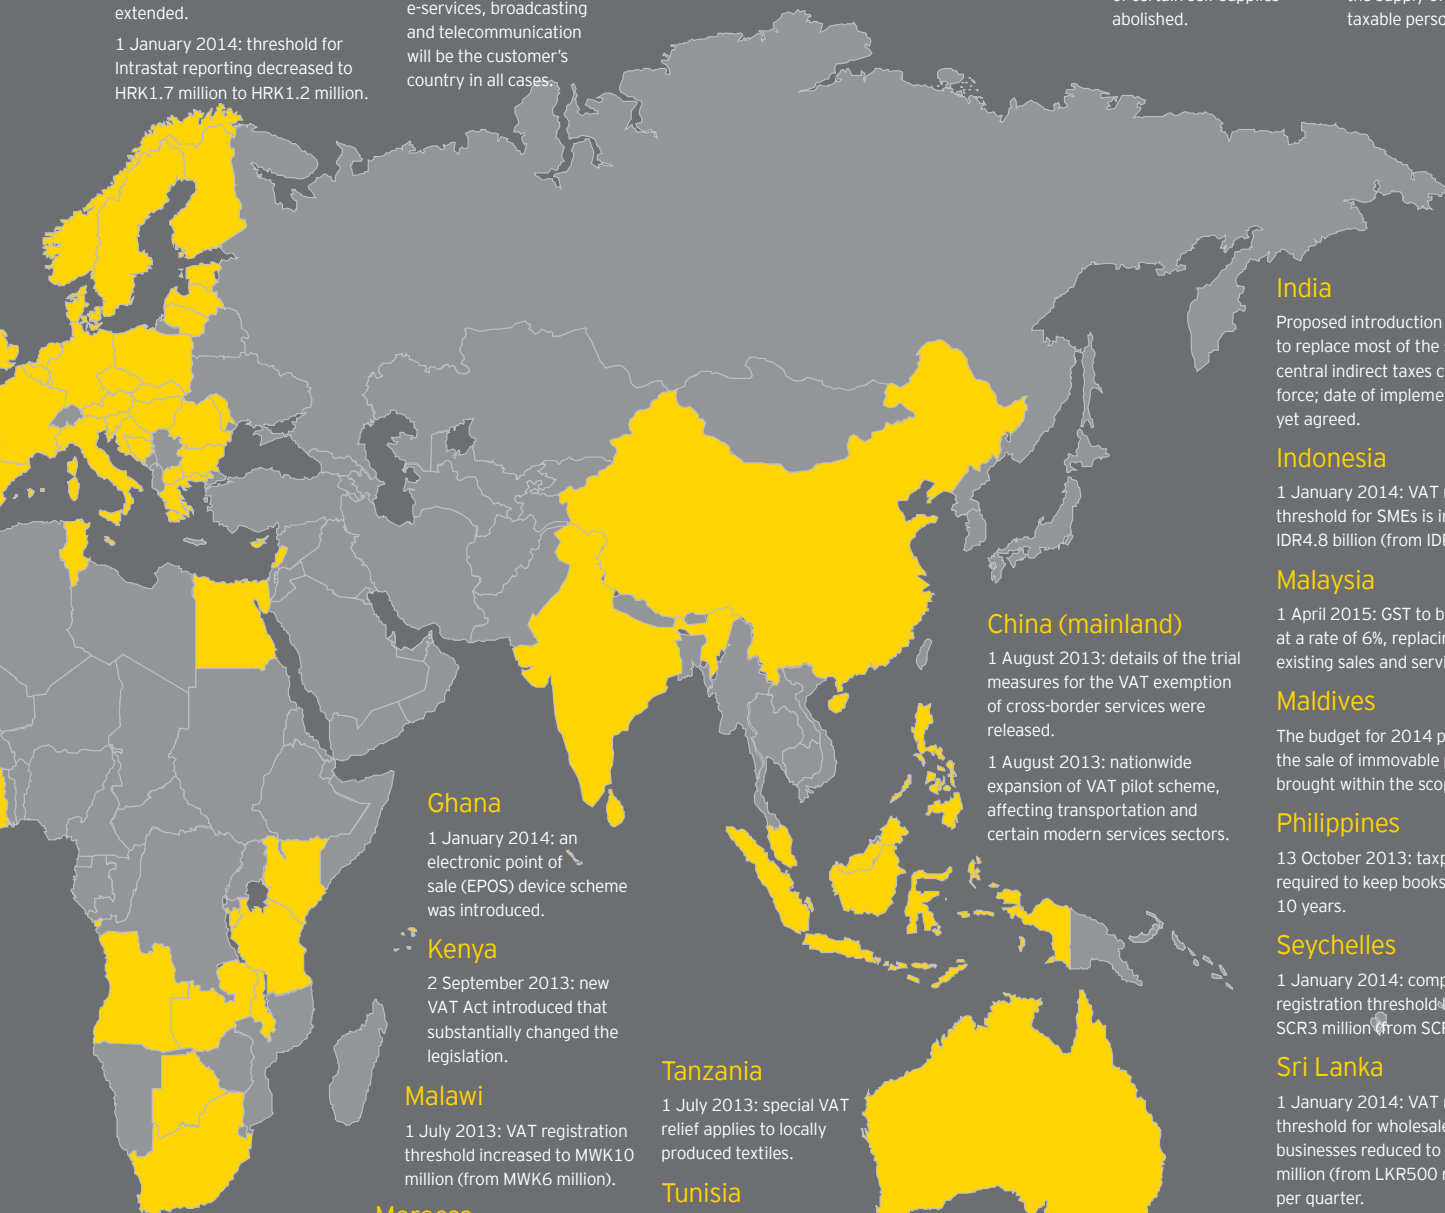 extended.
1 January 2014: threshold for
Intrastat reporting decreased to
HRK1.7 million to HRK1.2 million.
e-services, broadcasting
and telecommunication
will be the customer's
country in all cases.
abolished.
taxable
India
Proposed introduction
to replace most of the
central indirect taxes
force; date of
yet agreed.
Indonesia
1 January 2014: VAT
threshold for SMEs is
IDR4.8 billion (from
Malaysia
1 April 2015: GST to
at a rate of 6%,
existing sales and
Maldives
The budget for 2014
the sale of immovable
brought within the
Philippines
13 October 2013:
required to keep books
10 years.
Seychelles
1 January 2014:
registration threshold
SCR3 million (from
Sri Lanka
1 January 2014: VAT
threshold for
businesses reduced to
million (from LKR500
per quarter.
China (mainland)
1 August 2013: details of the trial
measures for the VAT exemption
of cross-border services were
released.
1 August 2013: nationwide
expansion of VAT pilot scheme,
affecting transportation and
certain modern services sectors.
Ghana
1 January 2014: an
electronic point of
sale (EPOS) device scheme
was introduced.
Kenya
2 September 2013: new
VAT Act introduced that
substantially changed the
legislation.
Malawi
1 July 2013: VAT registration
threshold increased to MWK10
million (from MWK6 million).
Tanzania
1 July 2013: special VAT
relief applies to locally
produced textiles.
Tunisia